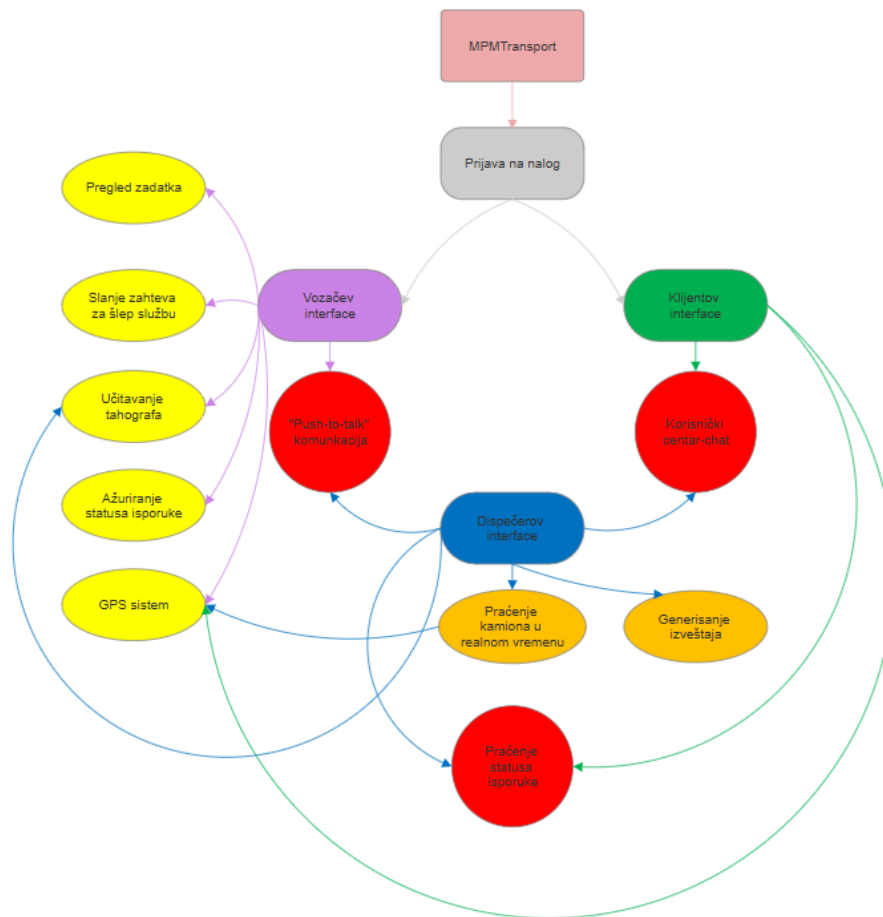 MPMTransport
Prijava na nalog
Pregled zadatka
Slanje zahteva
za šlep službu
Vozačev
interface
Klijentov
interface
Učitavanje
tahografa
"Push-to-talk"
komunkacija
Korisnički
centar-chat
Ažuriranje
statusa isporuke
Dispečerov
interface
GPS sistem
Praćenje
kamiona u
realnom vremenu
Generisanje
izveštaja
Praćenje
statusa
isporuke